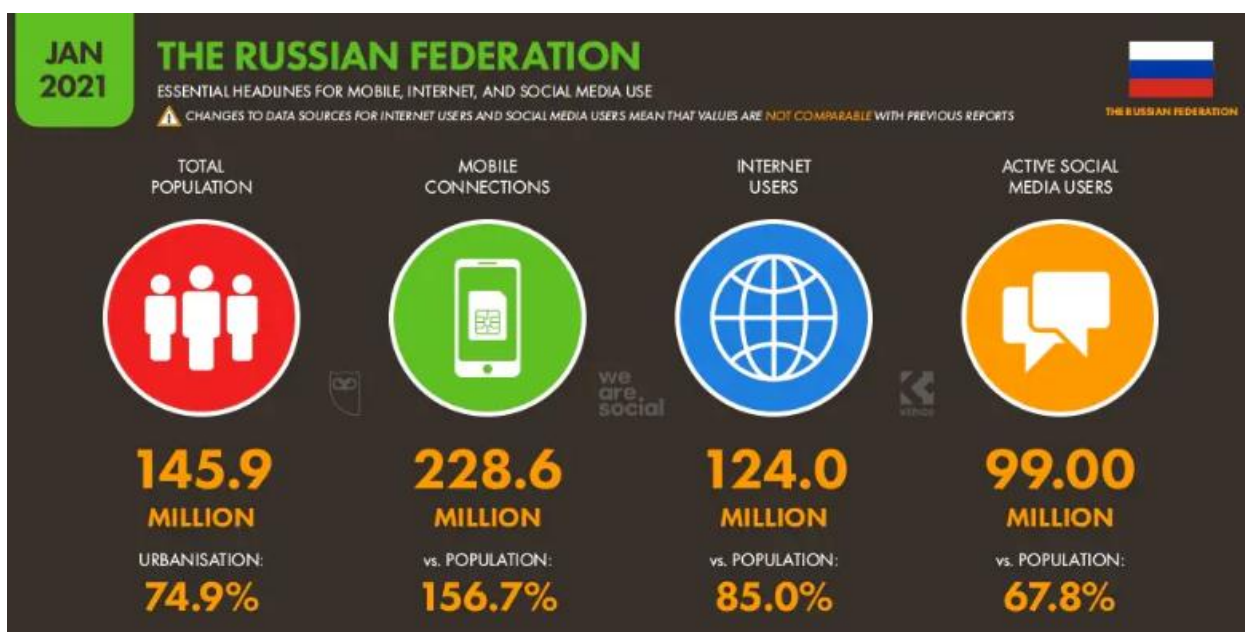 JAN
2021
THE RUSSIAN FEDERATION
ESSENTIAL HEADLINES FOR MOBILE, INTERNET, AND SOCIAL MEDIA USE
CHANGES TO DATA SOURCES FOR INTERNET USERS AND SOCIAL MEDIA USERS MEAN THAT VALUES ARE NOT COMPARABLE WITH PREVIOUS REPORTS
THE RUSSIAN FEDERATION
TOTAL
POPULATION
MOBILE
CONNECTIONS
INTERNET
USERS
ACTIVE SOCIAL
MEDIA USERS
we
are
social
145.9
MILLION
URBANISATION:
74.9%
228.6
MILLION
vs. POPULATION:
156.7%
124.0
MILLION
vs. POPULATION:
85.0%
99.00
MILLION
vs. POPULATION:
67.8%